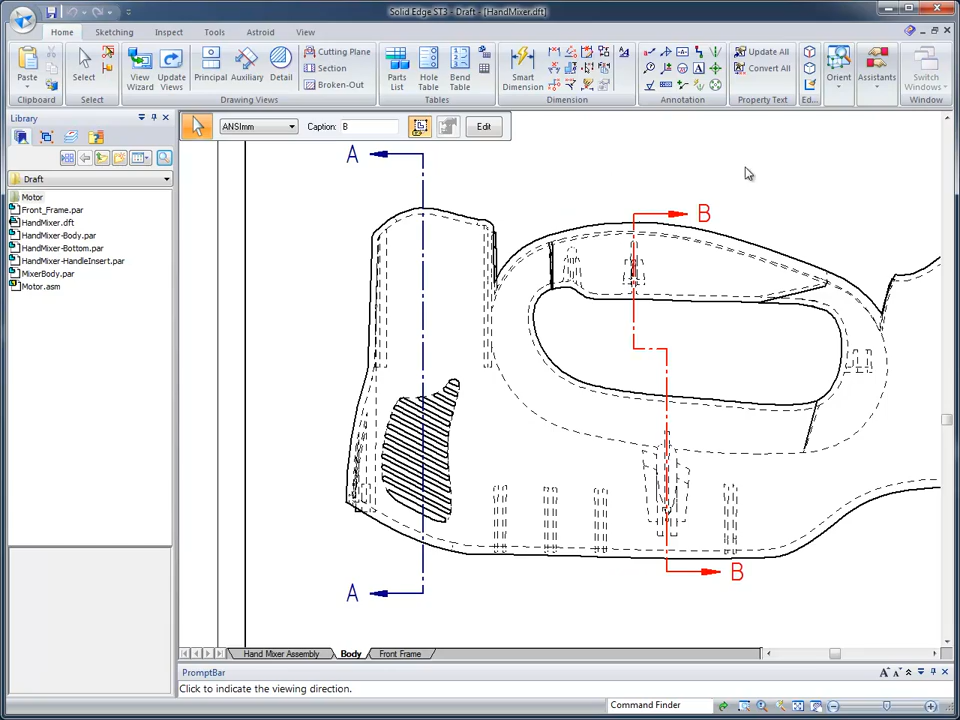 Solid Edge ST3 - Draft - [HandMixer.dft]
Home Sketching Inspect Tools Astroid View
Paste Select View Wizard Update Views Principal Auxiliary Detail Cutting Plane Section Broken-Out Parts List Hole Table Bend Table Smart Dimension Update All Convert All Orient Assistants Switch Windows
Clipboard Select Drawing Views Tables Dimension Annotation Property Text Ed... Window
Library
ANSImm Caption: B Edit
Draft
Motor
Front_Frame.par
HandMixer.dft
HandMixer-Body.par
HandMixer-Bottom.par
HandMixer-HandleInsert.par
MixerBody.par
Motor.asm
A
B
A
B
Hand Mixer Assembly Body Front Frame
PromptBar
Click to indicate the viewing direction.
Command Finder